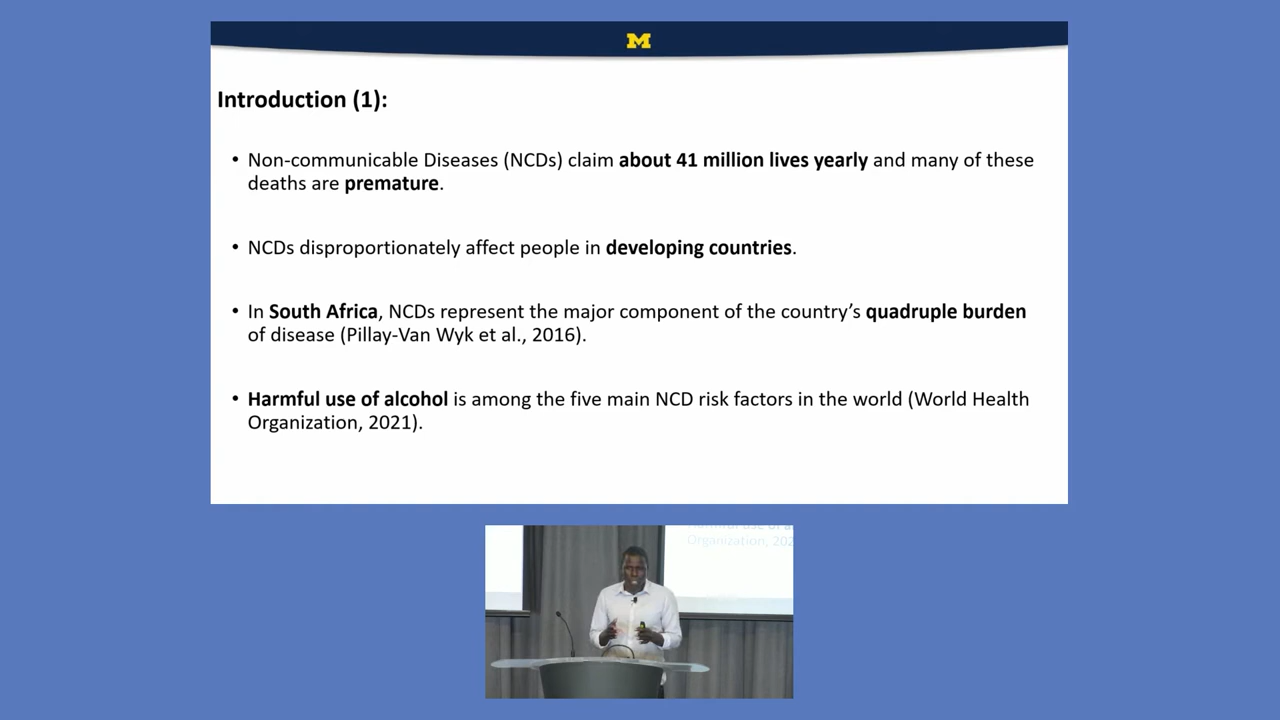 M
Introduction (1):
• Non-communicable Diseases (NCDs) claim about 41 million lives yearly and many of these
deaths are premature.
• NCDs disproportionately affect people in developing countries.
• In South Africa, NCDs represent the major component of the country’s quadruple burden
of disease (Pillay-Van Wyk et al., 2016).
• Harmful use of alcohol is among the five main NCD risk factors in the world (World Health
Organization, 2021).
Organization, 202